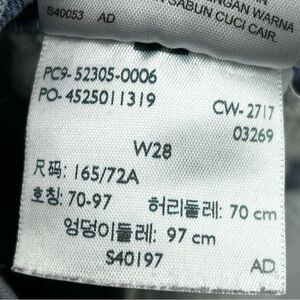 NGAN WARNA
SABUN CUCI CAIR.
S40053 AD
PC9- 52305-0006
PO- 4525011319
CW- 2717
03269
W28
尺码: 165/72A
호칭: 70-97 허리둘레: 70 cm
엉덩이둘레: 97 cm
S40197 AD